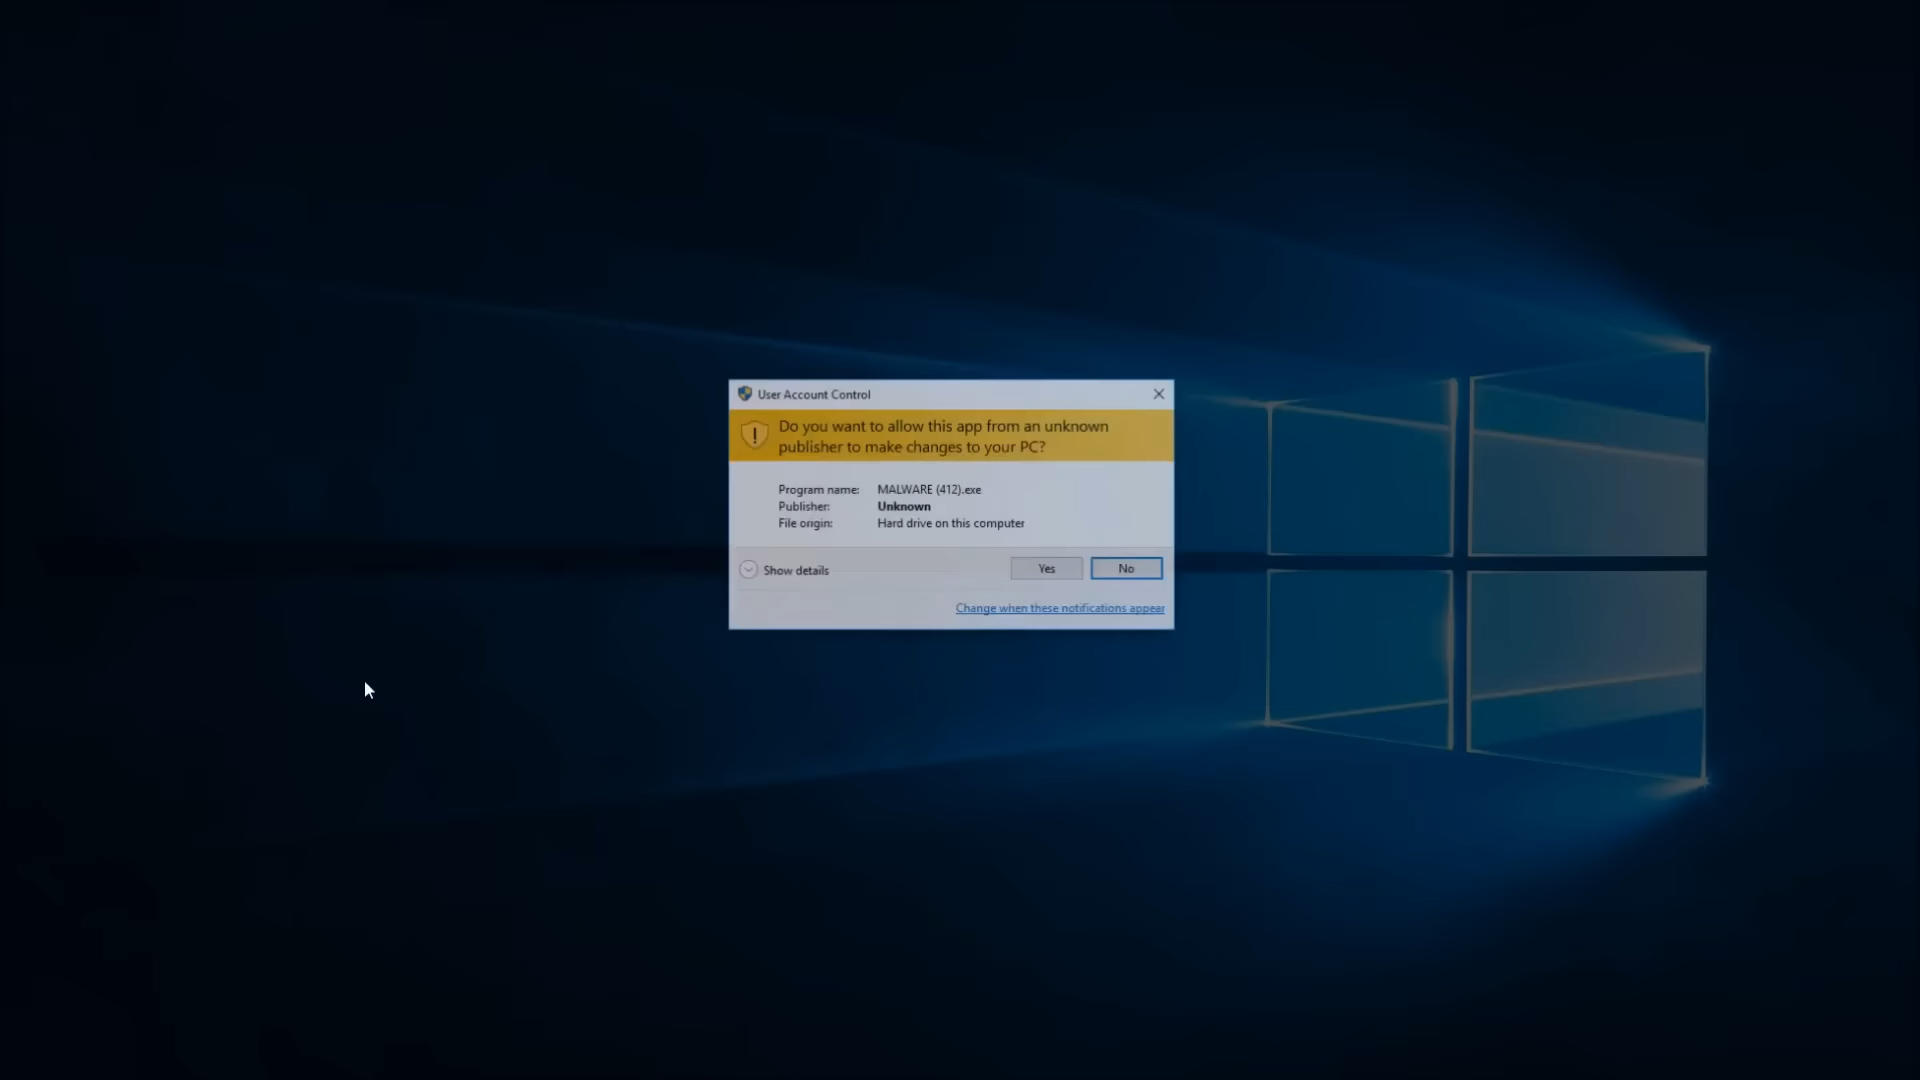 User Account Control
Do you want to allow this app from an unknown
publisher to make changes to your PC?
Program name: MALWARE (412).exe
Publisher: Unknown
File origin: Hard drive on this computer
Show details
Yes
No
Change when these notifications appear